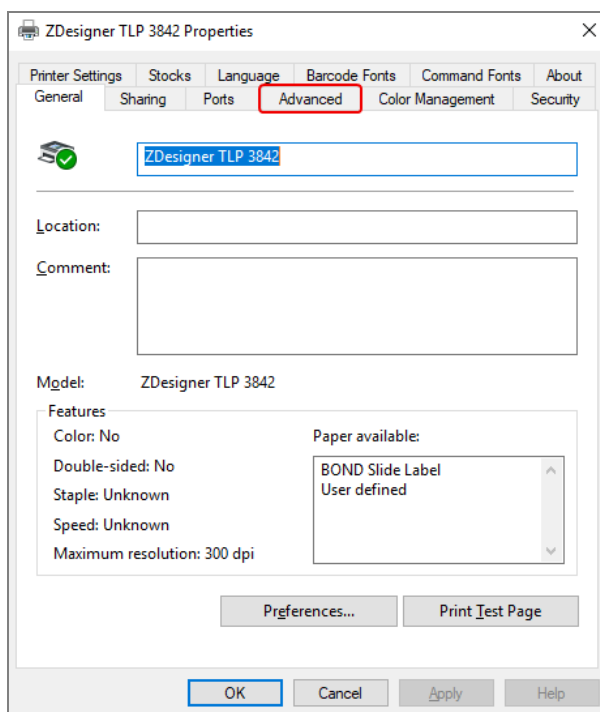 ZDesigner TLP 3842 Properties
Printer Settings Stocks Language Barcode Fonts Command Fonts About
General Sharing Ports Advanced Color Management Security
ZDesigner TLP 3842
Location:
Comment:
Model: ZDesigner TLP 3842
Features
Color: No
Double-sided: No
Staple: Unknown
Speed: Unknown
Maximum resolution: 300 dpi
Paper available:
BOND Slide Label
User defined
Preferences... Print Test Page
OK Cancel Apply Help